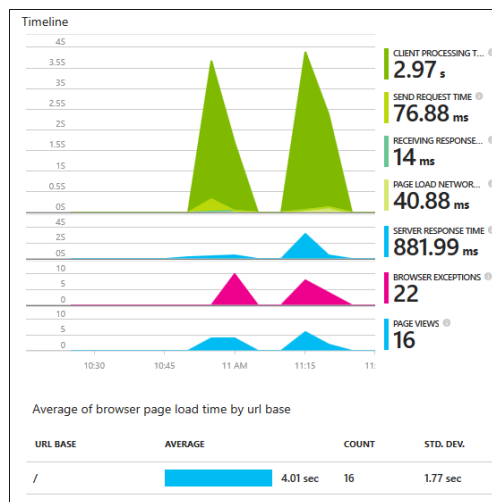 Timeline
4S
3.5S
3S
2.5S
2S
1.5S
1S
0.5S
0S
CLIENT PROCESSING T...
2.97 s
SEND REQUEST TIME
76.88 ms
RECEIVING RESPONSE...
14 ms
PAGE LOAD NETWOR...
40.88 ms
4S
2S
0S
SERVER RESPONSE TIME
881.99 ms
10
5
0
BROWSER EXCEPTIONS
22
10
5
0
PAGE VIEWS
16
10:30 10:45 11 AM 11:15 11:
Average of browser page load time by url base
URL BASE AVERAGE COUNT STD. DEV.
/ 4.01 sec 16 1.77 sec